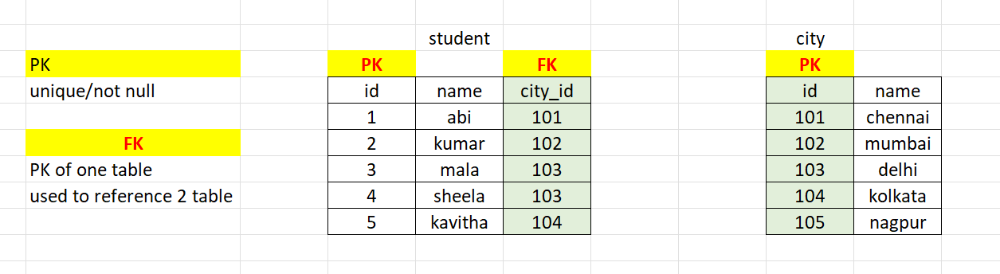 student city
PK PK FK PK
unique/not null id name city_id id name
1 abi 101 101 chennai
FK 2 kumar 102 102 mumbai
PK of one table 3 mala 103 103 delhi
used to reference 2 table 4 sheela 103 104 kolkata
5 kavitha 104 105 nagpur